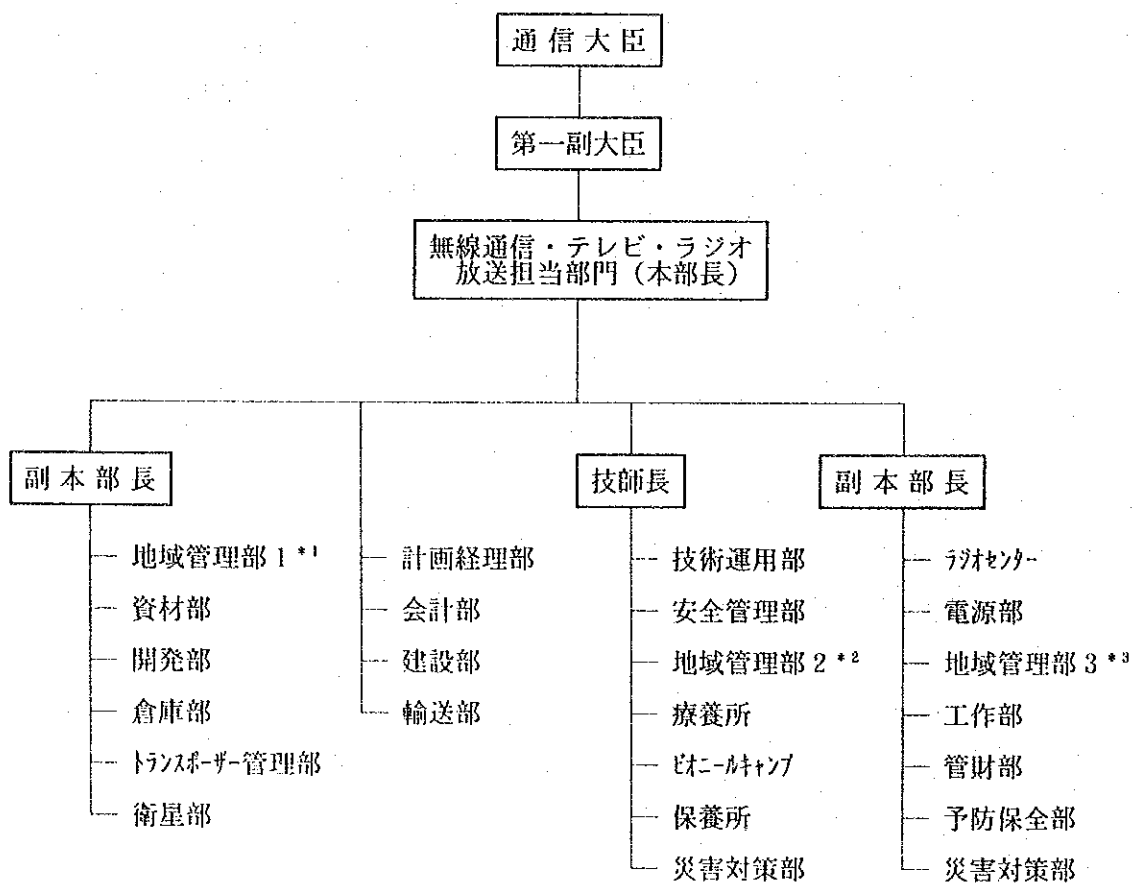 通信大臣
第一副大臣
無線通信・テレビ・ラジオ
放送担当部門（本部長）
副本部長
地域管理部1 *1
資材部
開発部
倉庫部
トランスポーザー管理部
衛星部
計画経理部
会計部
建設部
輸送部
技師長
技術運用部
安全管理部
地域管理部2 *2
療養所
ピオニールキャンプ
保養所
災害対策部
副本部長
ラジオセンター
電源部
地域管理部3 *3
工作部
管財部
予防保全部
災害対策部